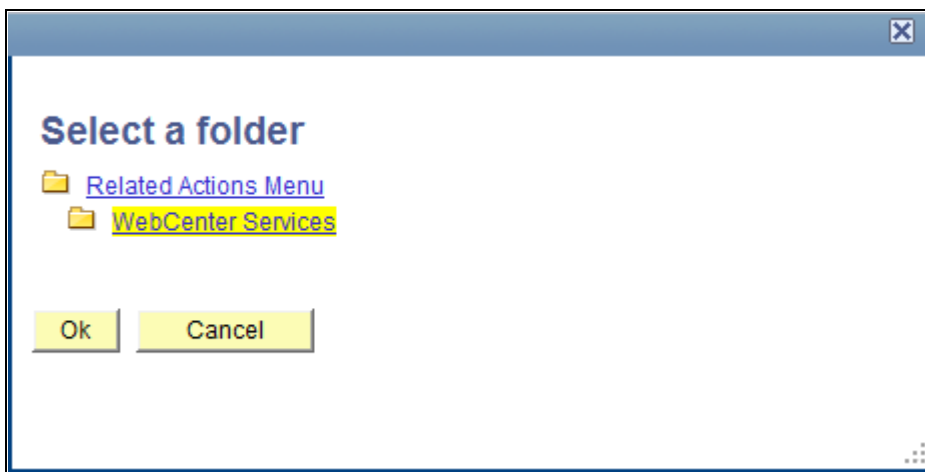 Select a folder
Related Actions Menu
WebCenter Services
Ok Cancel